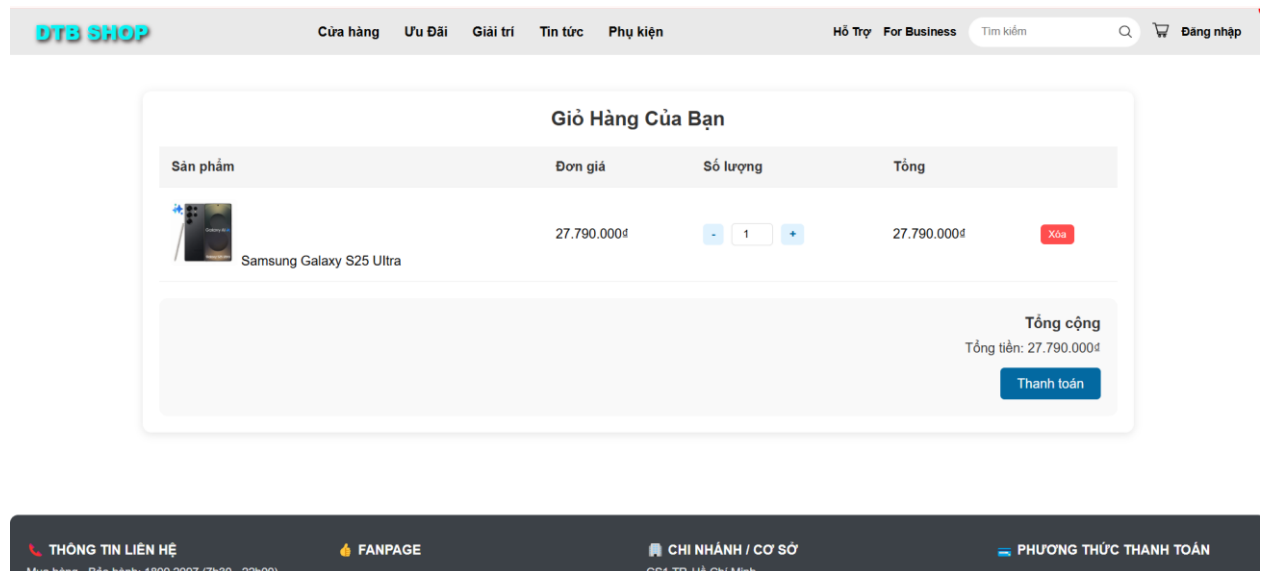 DTB SHOP Cửa hàng Ưu Đãi Giải trí Tin tức Phụ kiện Hỗ Trợ For Business Tìm kiếm Đăng nhập
Giỏ Hàng Của Bạn
Sản phẩm Đơn giá Số lượng Tổng
Samsung Galaxy S25 Ultra 27.790.000₫ - 1 + 27.790.000₫ Xóa
Tổng cộng
Tổng tiền: 27.790.000₫
Thanh toán
THÔNG TIN LIÊN HỆ FANPAGE CHI NHÁNH / CƠ SỞ PHƯƠNG THỨC THANH TOÁN